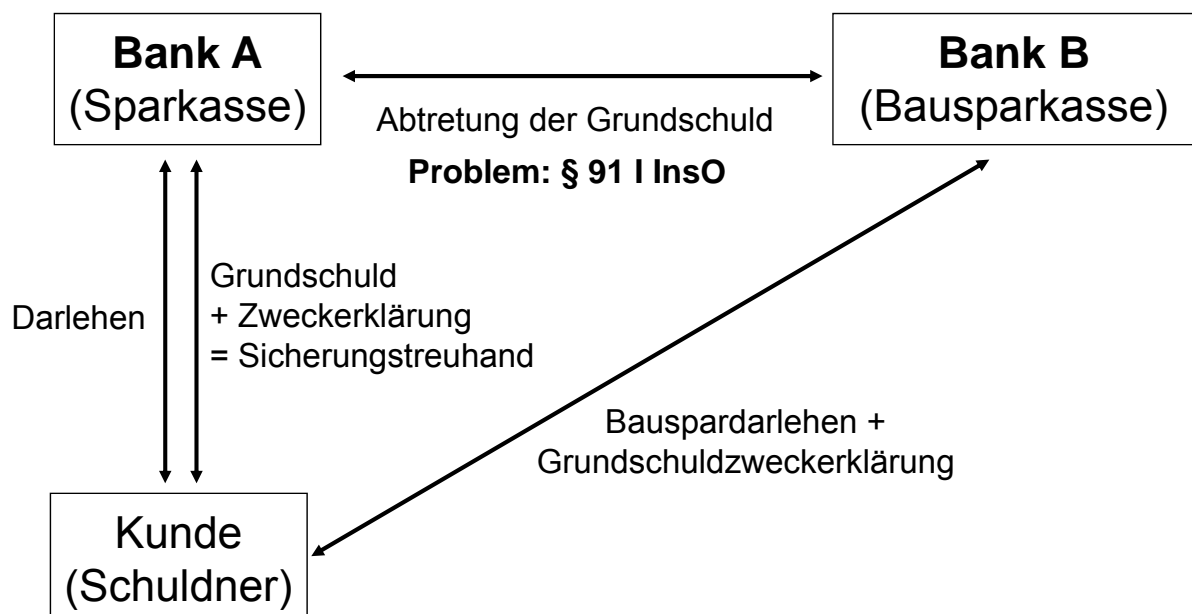 Bank A
(Sparkasse)
Bank B
(Bausparkasse)
Abtretung der Grundschuld
Problem: § 91 I InsO
Darlehen
Grundschuld
+ Zweckerklärung
= Sicherungstreuhand
Bauspardarlehen +
Grundschuldzweckerklärung
Kunde
(Schuldner)